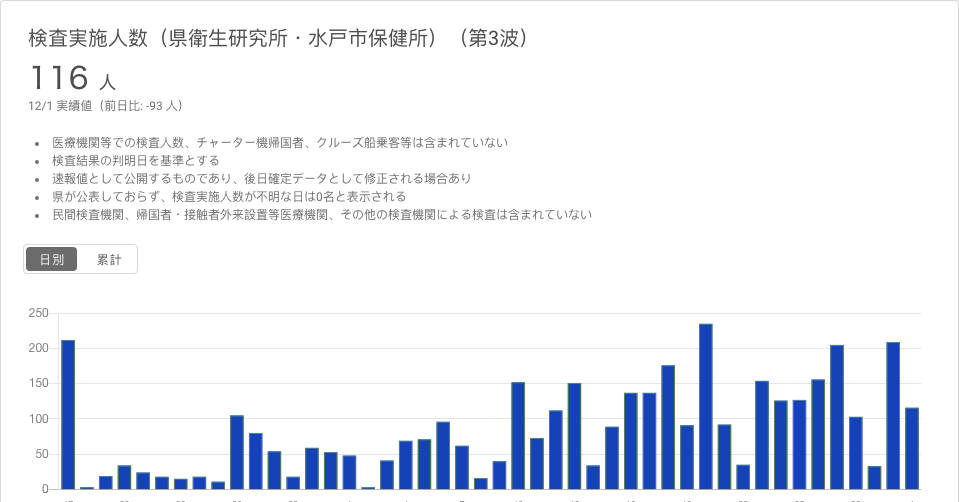 検査実施人数（県衛生研究所・水戸市保健所）（第3波）
116 人
12/1 実績値（前日比: -93 人）
医療機関等での検査人数、チャーター機帰国者、クルーズ船乗客等は含まれていない
検査結果の判明日を基準とする
速報値として公開するものであり、後日確定データとして修正される場合あり
県が公表しておらず、検査実施人数が不明な日は0名と表示される
民間検査機関、帰国者・接触者外来設置等医療機関、その他の検査機関による検査は含まれていない
日別 累計
250
200
150
100
50
0